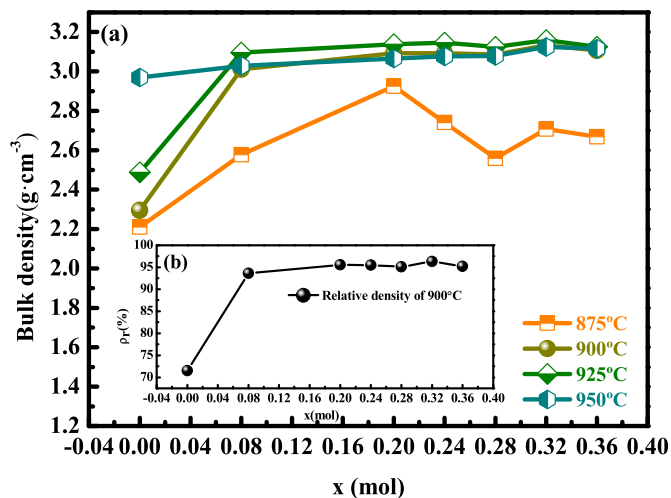 (a)
3.2
3.0
2.8
2.6
2.4
2.2
2.0
1.8
1.6
1.4
1.2
Bulk density(g·cm⁻³)
-0.04 0.00 0.04 0.08 0.12 0.16 0.20 0.24 0.28 0.32 0.36 0.40
x (mol)
875ºC
900ºC
925ºC
950ºC
(b)
100
95
90
85
80
75
70
ρr(%)
Relative density of 900°C
-0.04 0.00 0.04 0.08 0.12 0.16 0.20 0.24 0.28 0.32 0.36 0.40
x(mol)